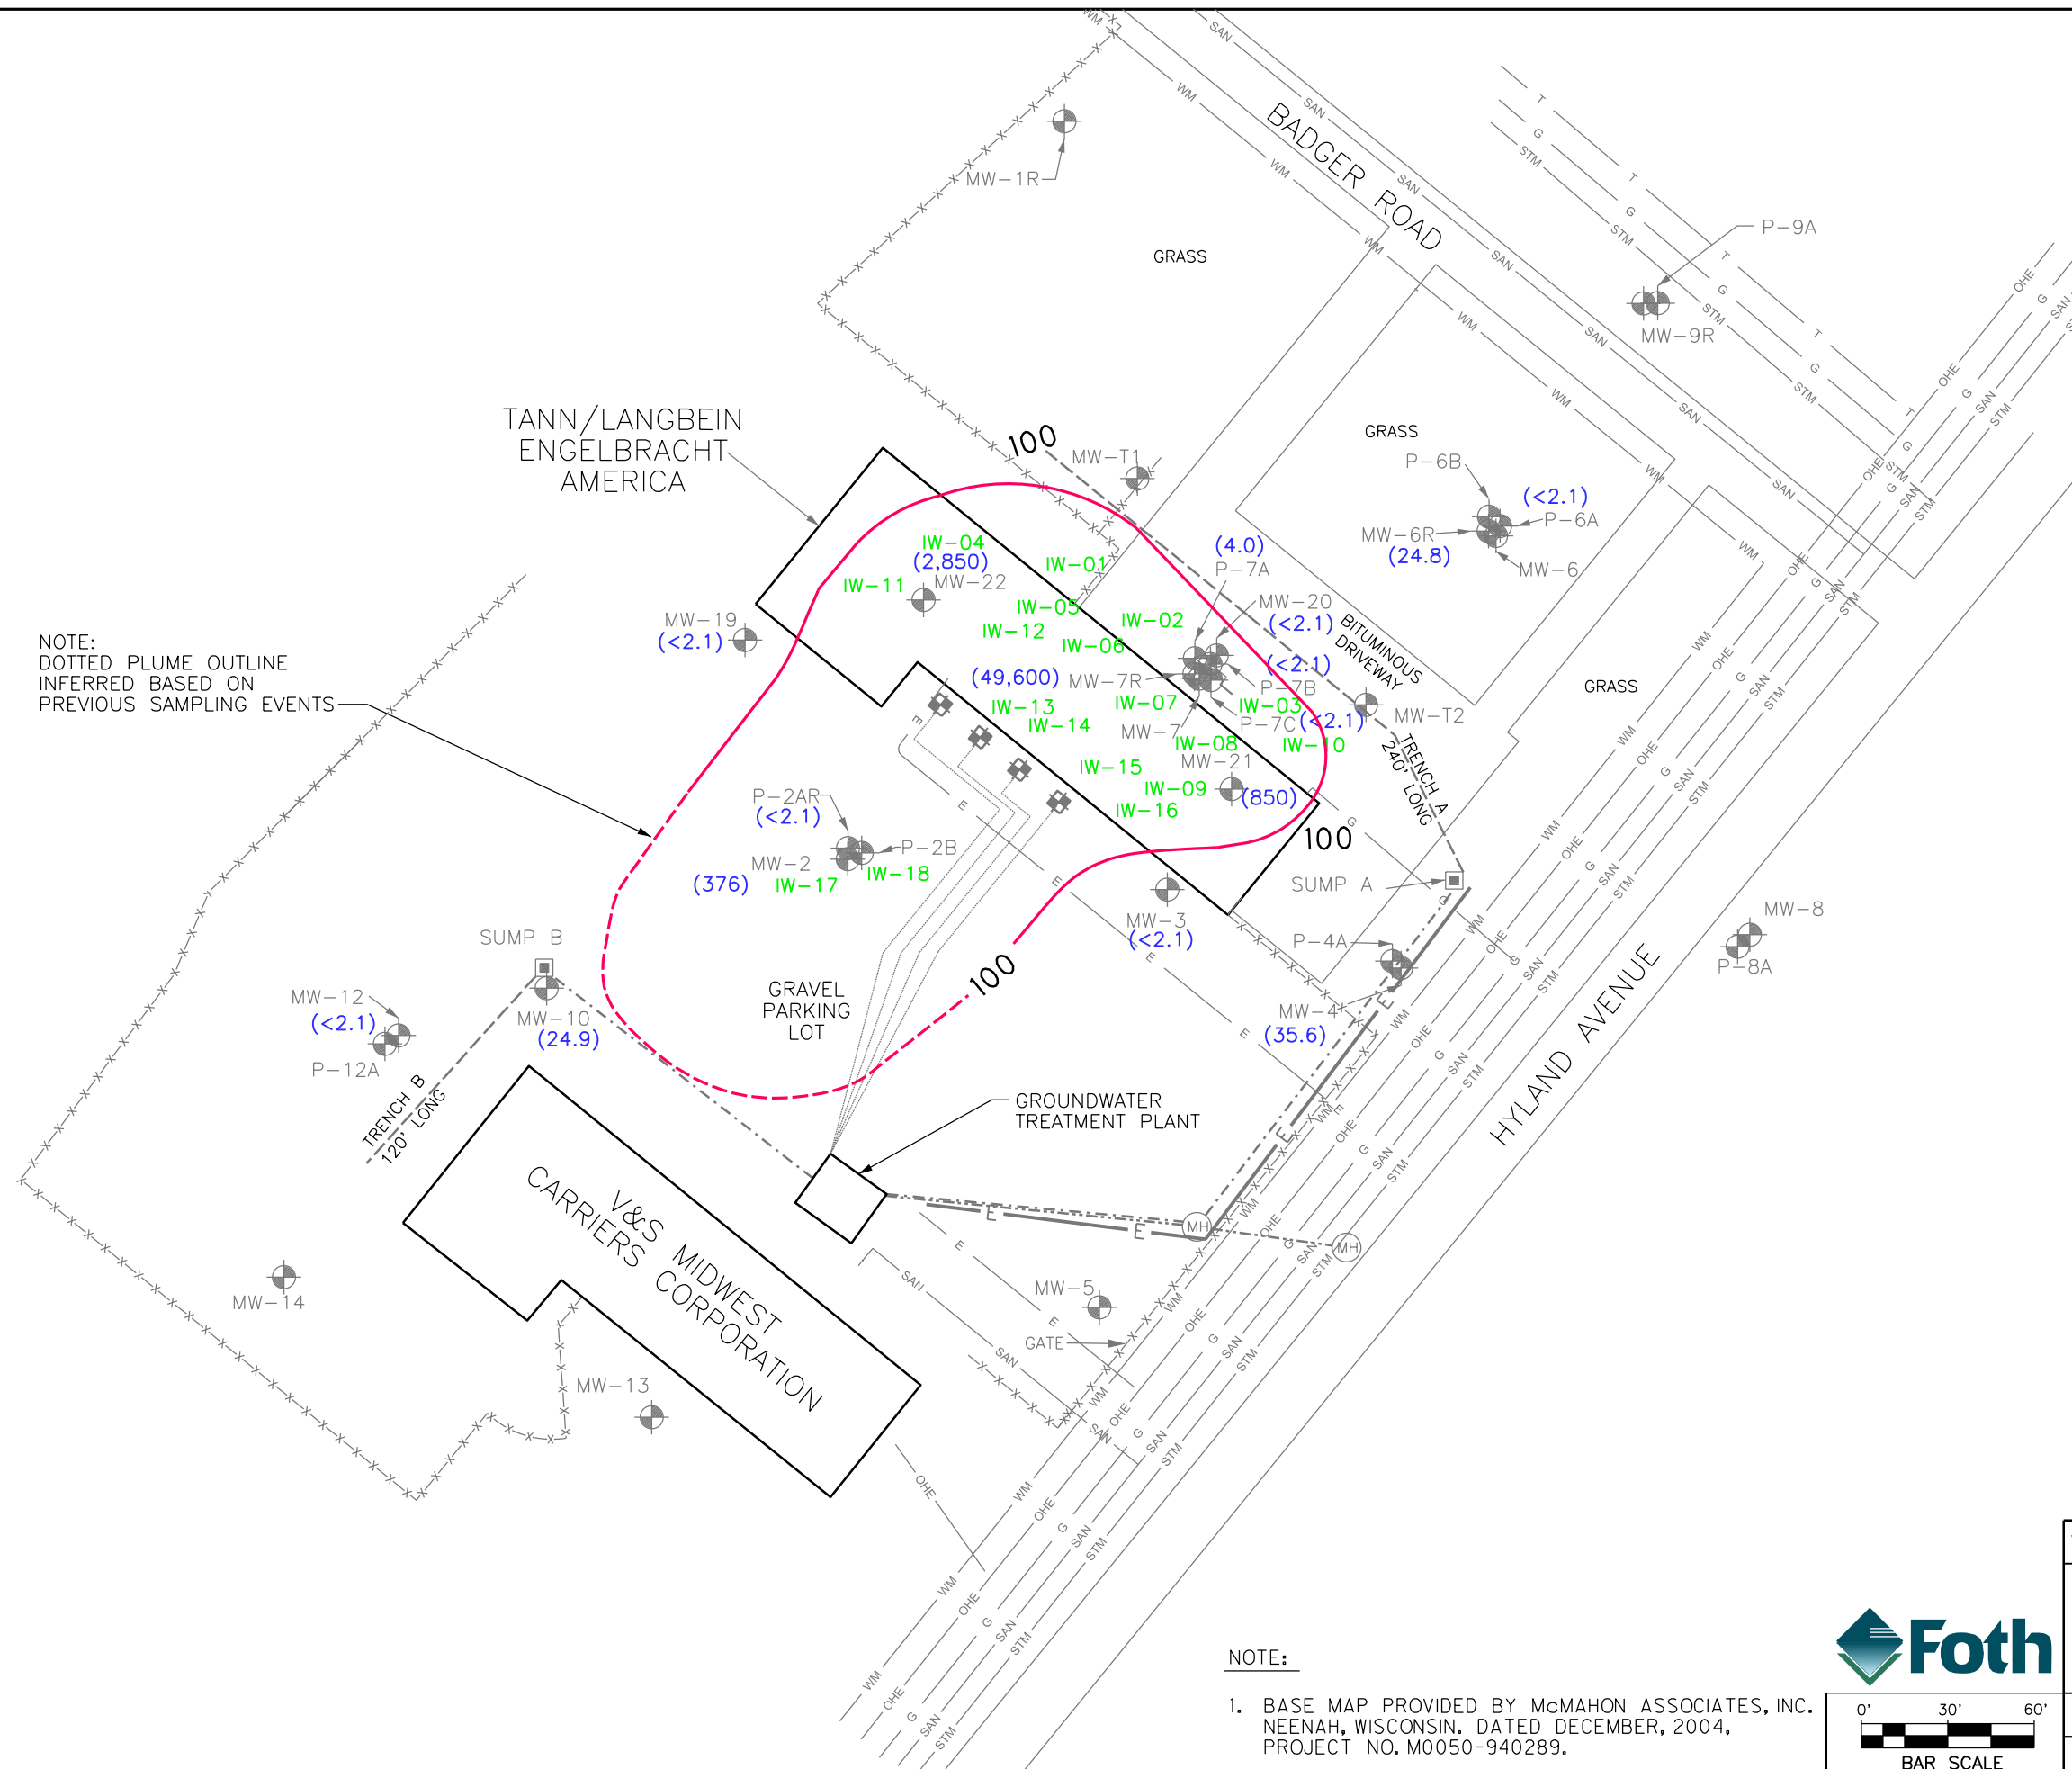 BADGER ROAD
MW-1R
GRASS
P-9A
MW-9R
TANN/LANGBEIN
ENGELBRACHT
AMERICA
100
MW-T1
GRASS
P-6B
(<2.1)
P-6A
MW-6R
(24.8)
MW-6
IW-04
(2,850)
IW-01
(4.0)
P-7A
IW-11
MW-22
MW-20
(<2.1)
IW-05
IW-02
IW-12
IW-06
MW-19
(<2.1)
BITUMINOUS
DRIVEWAY
NOTE:
DOTTED PLUME OUTLINE
INFERRED BASED ON
PREVIOUS SAMPLING EVENTS
(49,600)
MW-7R
(<2.1)
P-7B
GRASS
IW-13
IW-07
IW-03
IW-14
MW-7
P-7C
(<2.1)
MW-T2
IW-08
IW-10
MW-21
TRENCH A
240' LONG
IW-15
IW-09
(850)
IW-16
P-2AR
(<2.1)
100
P-2B
MW-2
IW-18
(376)
IW-17
SUMP A
MW-3
(<2.1)
MW-8
P-8A
P-4A
SUMP B
100
GRAVEL
PARKING
LOT
MW-12
(<2.1)
P-12A
MW-10
(24.9)
MW-4
(35.6)
HYLAND AVENUE
TRENCH B
120' LONG
GROUNDWATER
TREATMENT PLANT
V&S MIDWEST
CARRIERS CORPORATION
MH
MH
MW-14
MW-5
GATE
MW-13
WM
SAN
T
G
STM
OHE
E
X
Foth
NOTE:
1. BASE MAP PROVIDED BY McMAHON ASSOCIATES, INC.
NEENAH, WISCONSIN. DATED DECEMBER, 2004,
PROJECT NO. M0050-940289.
0' 30' 60'
BAR SCALE